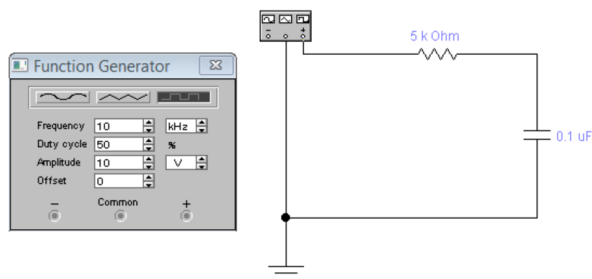 Function Generator
Frequency 10 kHz
Duty cycle 50 %
Amplitude 10 V
Offset 0
− Common +
− +
5 k Ohm
0.1 uF